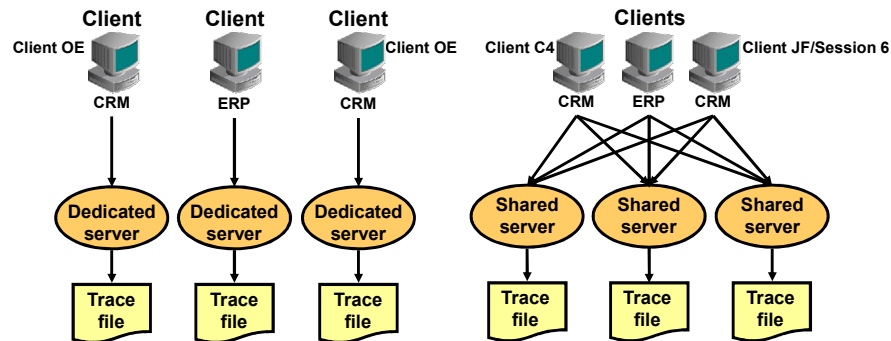 Client
Client
Client
Clients
Client OE
Client OE
Client C4
Client JF/Session 6
CRM
ERP
CRM
CRM
ERP
CRM
Dedicated
server
Dedicated
server
Dedicated
server
Shared
server
Shared
server
Shared
server
Trace
file
Trace
file
Trace
file
Trace
file
Trace
file
Trace
file